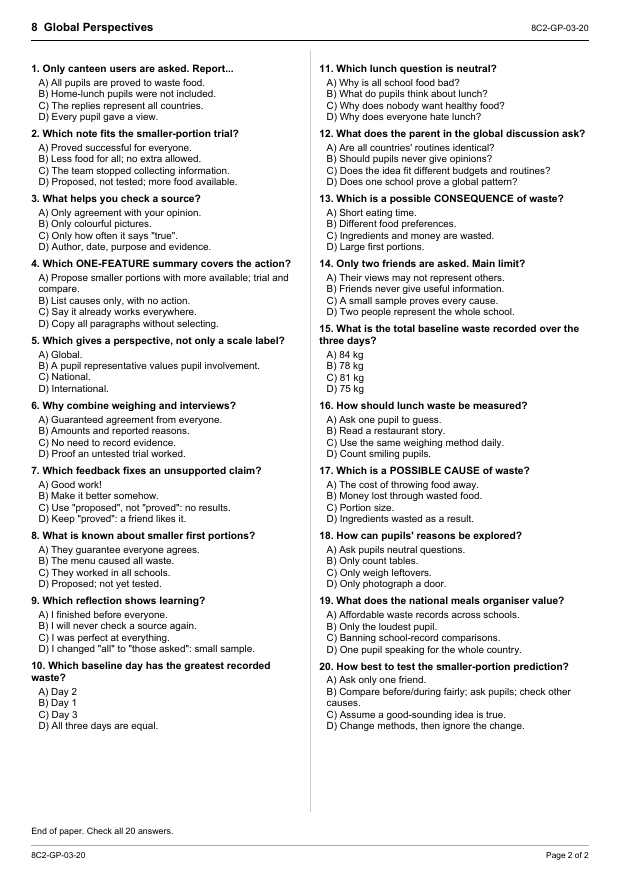 8 Global Perspectives
8C2-GP-03-20
1. Only canteen users are asked. Report...
A) All pupils are proved to waste food.
B) Home-lunch pupils were not included.
C) The replies represent all countries.
D) Every pupil gave a view.
2. Which note fits the smaller-portion trial?
A) Proved successful for everyone.
B) Less food for all; no extra allowed.
C) The team stopped collecting information.
D) Proposed, not tested; more food available.
3. What helps you check a source?
A) Only agreement with your opinion.
B) Only colourful pictures.
C) Only how often it says "true".
D) Author, date, purpose and evidence.
4. Which ONE-FEATURE summary covers the action?
A) Propose smaller portions with more available; trial and
compare.
B) List causes only, with no action.
C) Say it already works everywhere.
D) Copy all paragraphs without selecting.
5. Which gives a perspective, not only a scale label?
A) Global.
B) A pupil representative values pupil involvement.
C) National.
D) International.
6. Why combine weighing and interviews?
A) Guaranteed agreement from everyone.
B) Amounts and reported reasons.
C) No need to record evidence.
D) Proof an untested trial worked.
7. Which feedback fixes an unsupported claim?
A) Good work!
B) Make it better somehow.
C) Use "proposed", not "proved": no results.
D) Keep "proved": a friend likes it.
8. What is known about smaller first portions?
A) They guarantee everyone agrees.
B) The menu caused all waste.
C) They worked in all schools.
D) Proposed; not yet tested.
9. Which reflection shows learning?
A) I finished before everyone.
B) I will never check a source again.
C) I was perfect at everything.
D) I changed "all" to "those asked": small sample.
10. Which baseline day has the greatest recorded
waste?
A) Day 2
B) Day 1
C) Day 3
D) All three days are equal.
11. Which lunch question is neutral?
A) Why is all school food bad?
B) What do pupils think about lunch?
C) Why does nobody want healthy food?
D) Why does everyone hate lunch?
12. What does the parent in the global discussion ask?
A) Are all countries' routines identical?
B) Should pupils never give opinions?
C) Does the idea fit different budgets and routines?
D) Does one school prove a global pattern?
13. Which is a possible CONSEQUENCE of waste?
A) Short eating time.
B) Different food preferences.
C) Ingredients and money are wasted.
D) Large first portions.
14. Only two friends are asked. Main limit?
A) Their views may not represent others.
B) Friends never give useful information.
C) A small sample proves every cause.
D) Two people represent the whole school.
15. What is the total baseline waste recorded over the
three days?
A) 84 kg
B) 78 kg
C) 81 kg
D) 75 kg
16. How should lunch waste be measured?
A) Ask one pupil to guess.
B) Read a restaurant story.
C) Use the same weighing method daily.
D) Count smiling pupils.
17. Which is a POSSIBLE CAUSE of waste?
A) The cost of throwing food away.
B) Money lost through wasted food.
C) Portion size.
D) Ingredients wasted as a result.
18. How can pupils' reasons be explored?
A) Ask pupils neutral questions.
B) Only count tables.
C) Only weigh leftovers.
D) Only photograph a door.
19. What does the national meals organiser value?
A) Affordable waste records across schools.
B) Only the loudest pupil.
C) Banning school-record comparisons.
D) One pupil speaking for the whole country.
20. How best to test the smaller-portion prediction?
A) Ask only one friend.
B) Compare before/during fairly; ask pupils; check other
causes.
C) Assume a good-sounding idea is true.
D) Change methods, then ignore the change.
End of paper. Check all 20 answers.
8C2-GP-03-20
Page 2 of 2